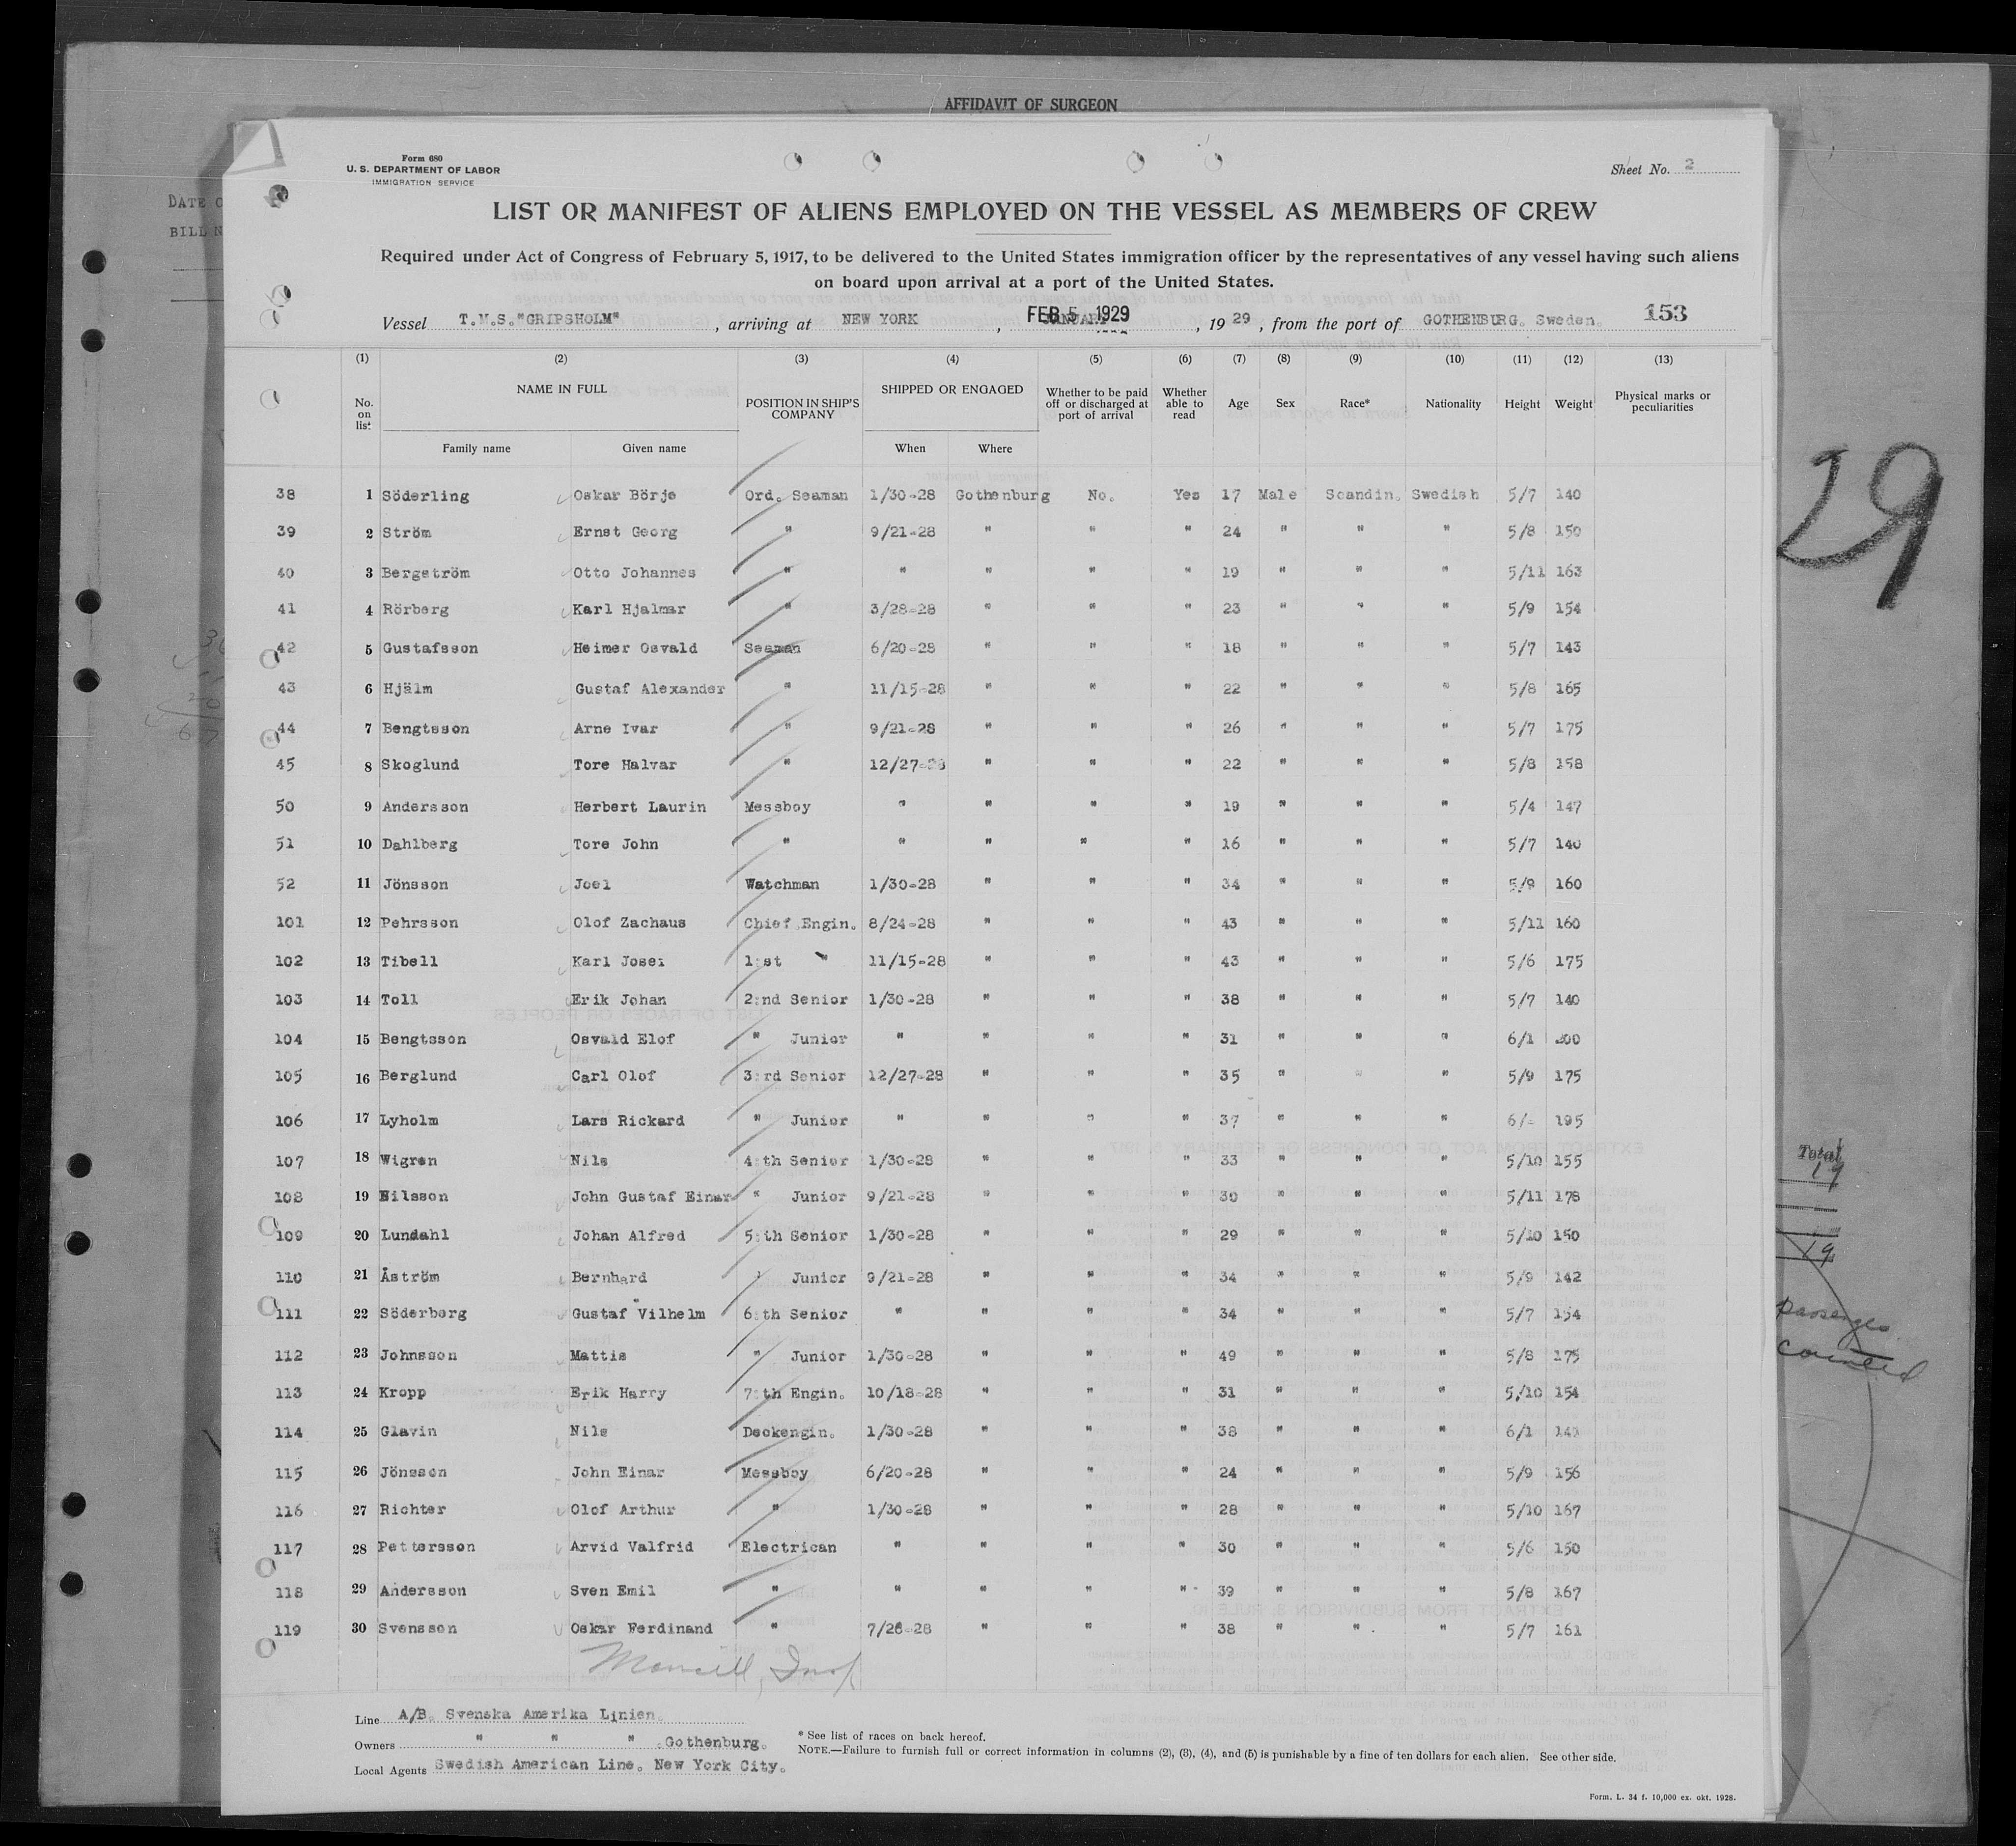 AFFIDAVIT OF SURGEON
Form 680
U. S. DEPARTMENT OF LABOR
IMMIGRATION SERVICE
Sheet No. 2
DATE
BILL
LIST OR MANIFEST OF ALIENS EMPLOYED ON THE VESSEL AS MEMBERS OF CREW
Required under Act of Congress of February 5, 1917, to be delivered to the United States immigration officer by the representatives of any vessel having such aliens
on board upon arrival at a port of the United States.
Vessel T.M.S."GRIPSHOLM", arriving at NEW YORK, FEB 5 1929, 1929, from the port of GOTHENBURG. Sweden. 153
(1) (2) (3) (4) (5) (6) (7) (8) (9) (10) (11) (12) (13)
No. on list NAME IN FULL POSITION IN SHIP'S COMPANY SHIPPED OR ENGAGED Whether to be paid off or discharged at port of arrival Whether able to read Age Sex Race* Nationality Height Weight Physical marks or peculiarities
Family name Given name When Where
38 1 Söderling Oskar Börje Ord. Seaman 1/30-28 Gothenburg No. Yes 17 Male Scandin. Swedish 5/7 140
39 2 Ström Ernst Georg " 9/21-28 " " " 24 " " " 5/8 150
40 3 Bergström Otto Johannes " " " " " 19 " " " 5/11 163
41 4 Rörberg Karl Hjalmar " 3/28-28 " " " 23 " " " 5/9 154
42 5 Gustafsson Heimer Osvald Seaman 6/20-28 " " " 18 " " " 5/7 143
43 6 Hjälm Gustaf Alexander " 11/15-28 " " " 22 " " " 5/8 165
44 7 Bengtsson Arne Ivar " 9/21-28 " " " 26 " " " 5/7 175
45 8 Skoglund Tore Halvar " 12/27-28 " " " 22 " " " 5/8 158
50 9 Andersson Herbert Laurin Messboy " " " " 19 " " " 5/4 147
51 10 Dahlberg Tore John " " " " " 16 " " " 5/7 140
52 11 Jönsson Joel Watchman 1/30-28 " " " 34 " " " 5/9 160
101 12 Pehrsson Olof Zachaus Chief Engin. 8/24-28 " " " 43 " " " 5/11 160
102 13 Tibell Karl Josef 1:st " 11/15-28 " " " 43 " " " 5/6 175
103 14 Toll Erik Johan 2:nd Senior 1/30-28 " " " 38 " " " 5/7 140
104 15 Bengtsson Osvald Elof " Junior " " " " 31 " " " 6/1 200
105 16 Berglund Carl Olof 3:rd Senior 12/27-28 " " " 35 " " " 5/9 175
106 17 Lyholm Lars Rickard " Junior " " " " 37 " " " 6/- 195
107 18 Wigren Nils 4:th Senior 1/30-28 " " " 33 " " " 5/10 155
108 19 Nilsson John Gustaf Einar " Junior 9/21-28 " " " 30 " " " 5/11 178
109 20 Lundahl Johan Alfred 5:th Senior 1/30-28 " " " 29 " " " 5/10 150
110 21 Åström Bernhard " Junior 9/21-28 " " " 34 " " " 5/9 142
111 22 Söderberg Gustaf Vilhelm 6:th Senior " " " " 34 " " " 5/7 154
112 23 Johnsson Mattis " Junior 1/30-28 " " " 49 " " " 5/8 175
113 24 Kropp Erik Harry 7:th Engin. 10/18-28 " " " 31 " " " 5/10 154
114 25 Glavin Nils Deckengin. 1/30-28 " " " 38 " " " 6/1
115 26 Jönsson John Einar Messboy 6/20-28 " " " 24 " " " 5/9 156
116 27 Richter Olof Arthur " 1/30-28 " " " 28 " " " 5/10 167
117 28 Pettersson Arvid Valfrid Electrican " " " " 30 " " " 5/6 150
118 29 Andersson Sven Emil " " " " " 39 " " " 5/8 167
119 30 Svensson Oskar Ferdinand " 7/26-28 " " " 38 " " " 5/7 161
Line A/B. Svenska Amerika Linien.
Owners " " " Gothenburg.
Local Agents Swedish American Line. New York City.
* See list of races on back hereof.
NOTE.—Failure to furnish full or correct information in columns (2), (3), (4), and (5) is punishable by a fine of ten dollars for each alien. See other side.
Form. L. 34 f. 10,000 ex. okt. 1928.
29
Total
19
19
passengers
counted